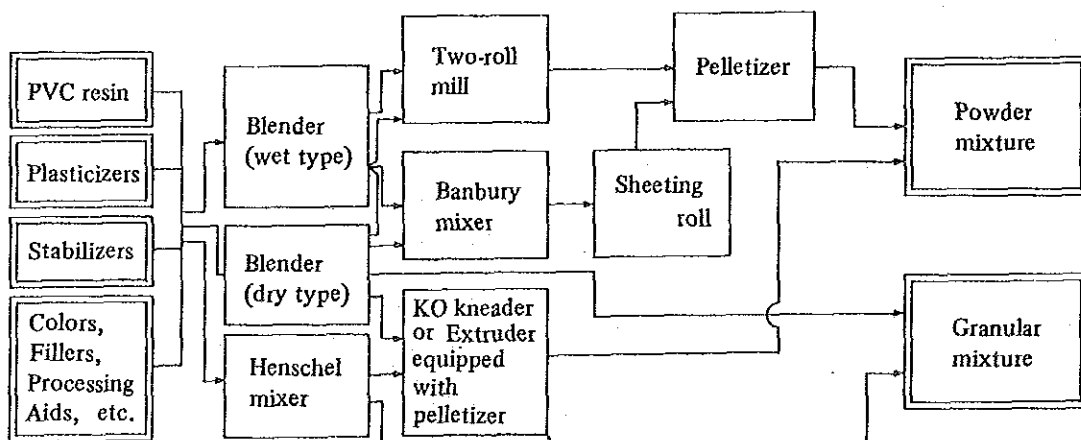 PVC resin
Plasticizers
Stabilizers
Colors,
Fillers,
Processing
Aids, etc.
Blender
(wet type)
Blender
(dry type)
Henschel
mixer
Two-roll
mill
Banbury
mixer
KO kneader
or Extruder
equipped
with
pelletizer
Sheeting
roll
Pelletizer
Powder
mixture
Granular
mixture